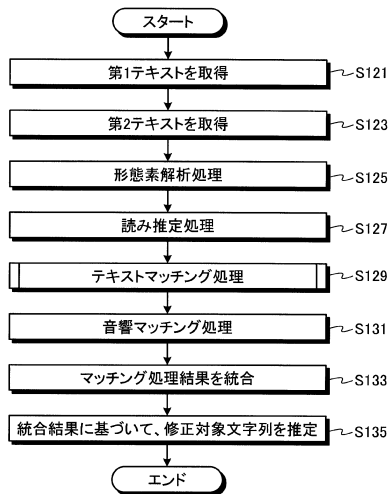 スタート
第1テキストを取得 S121
第2テキストを取得 S123
形態素解析処理 S125
読み推定処理 S127
テキストマッチング処理 S129
音響マッチング処理 S131
マッチング処理結果を統合 S133
統合結果に基づいて、修正対象文字列を推定 S135
エンド